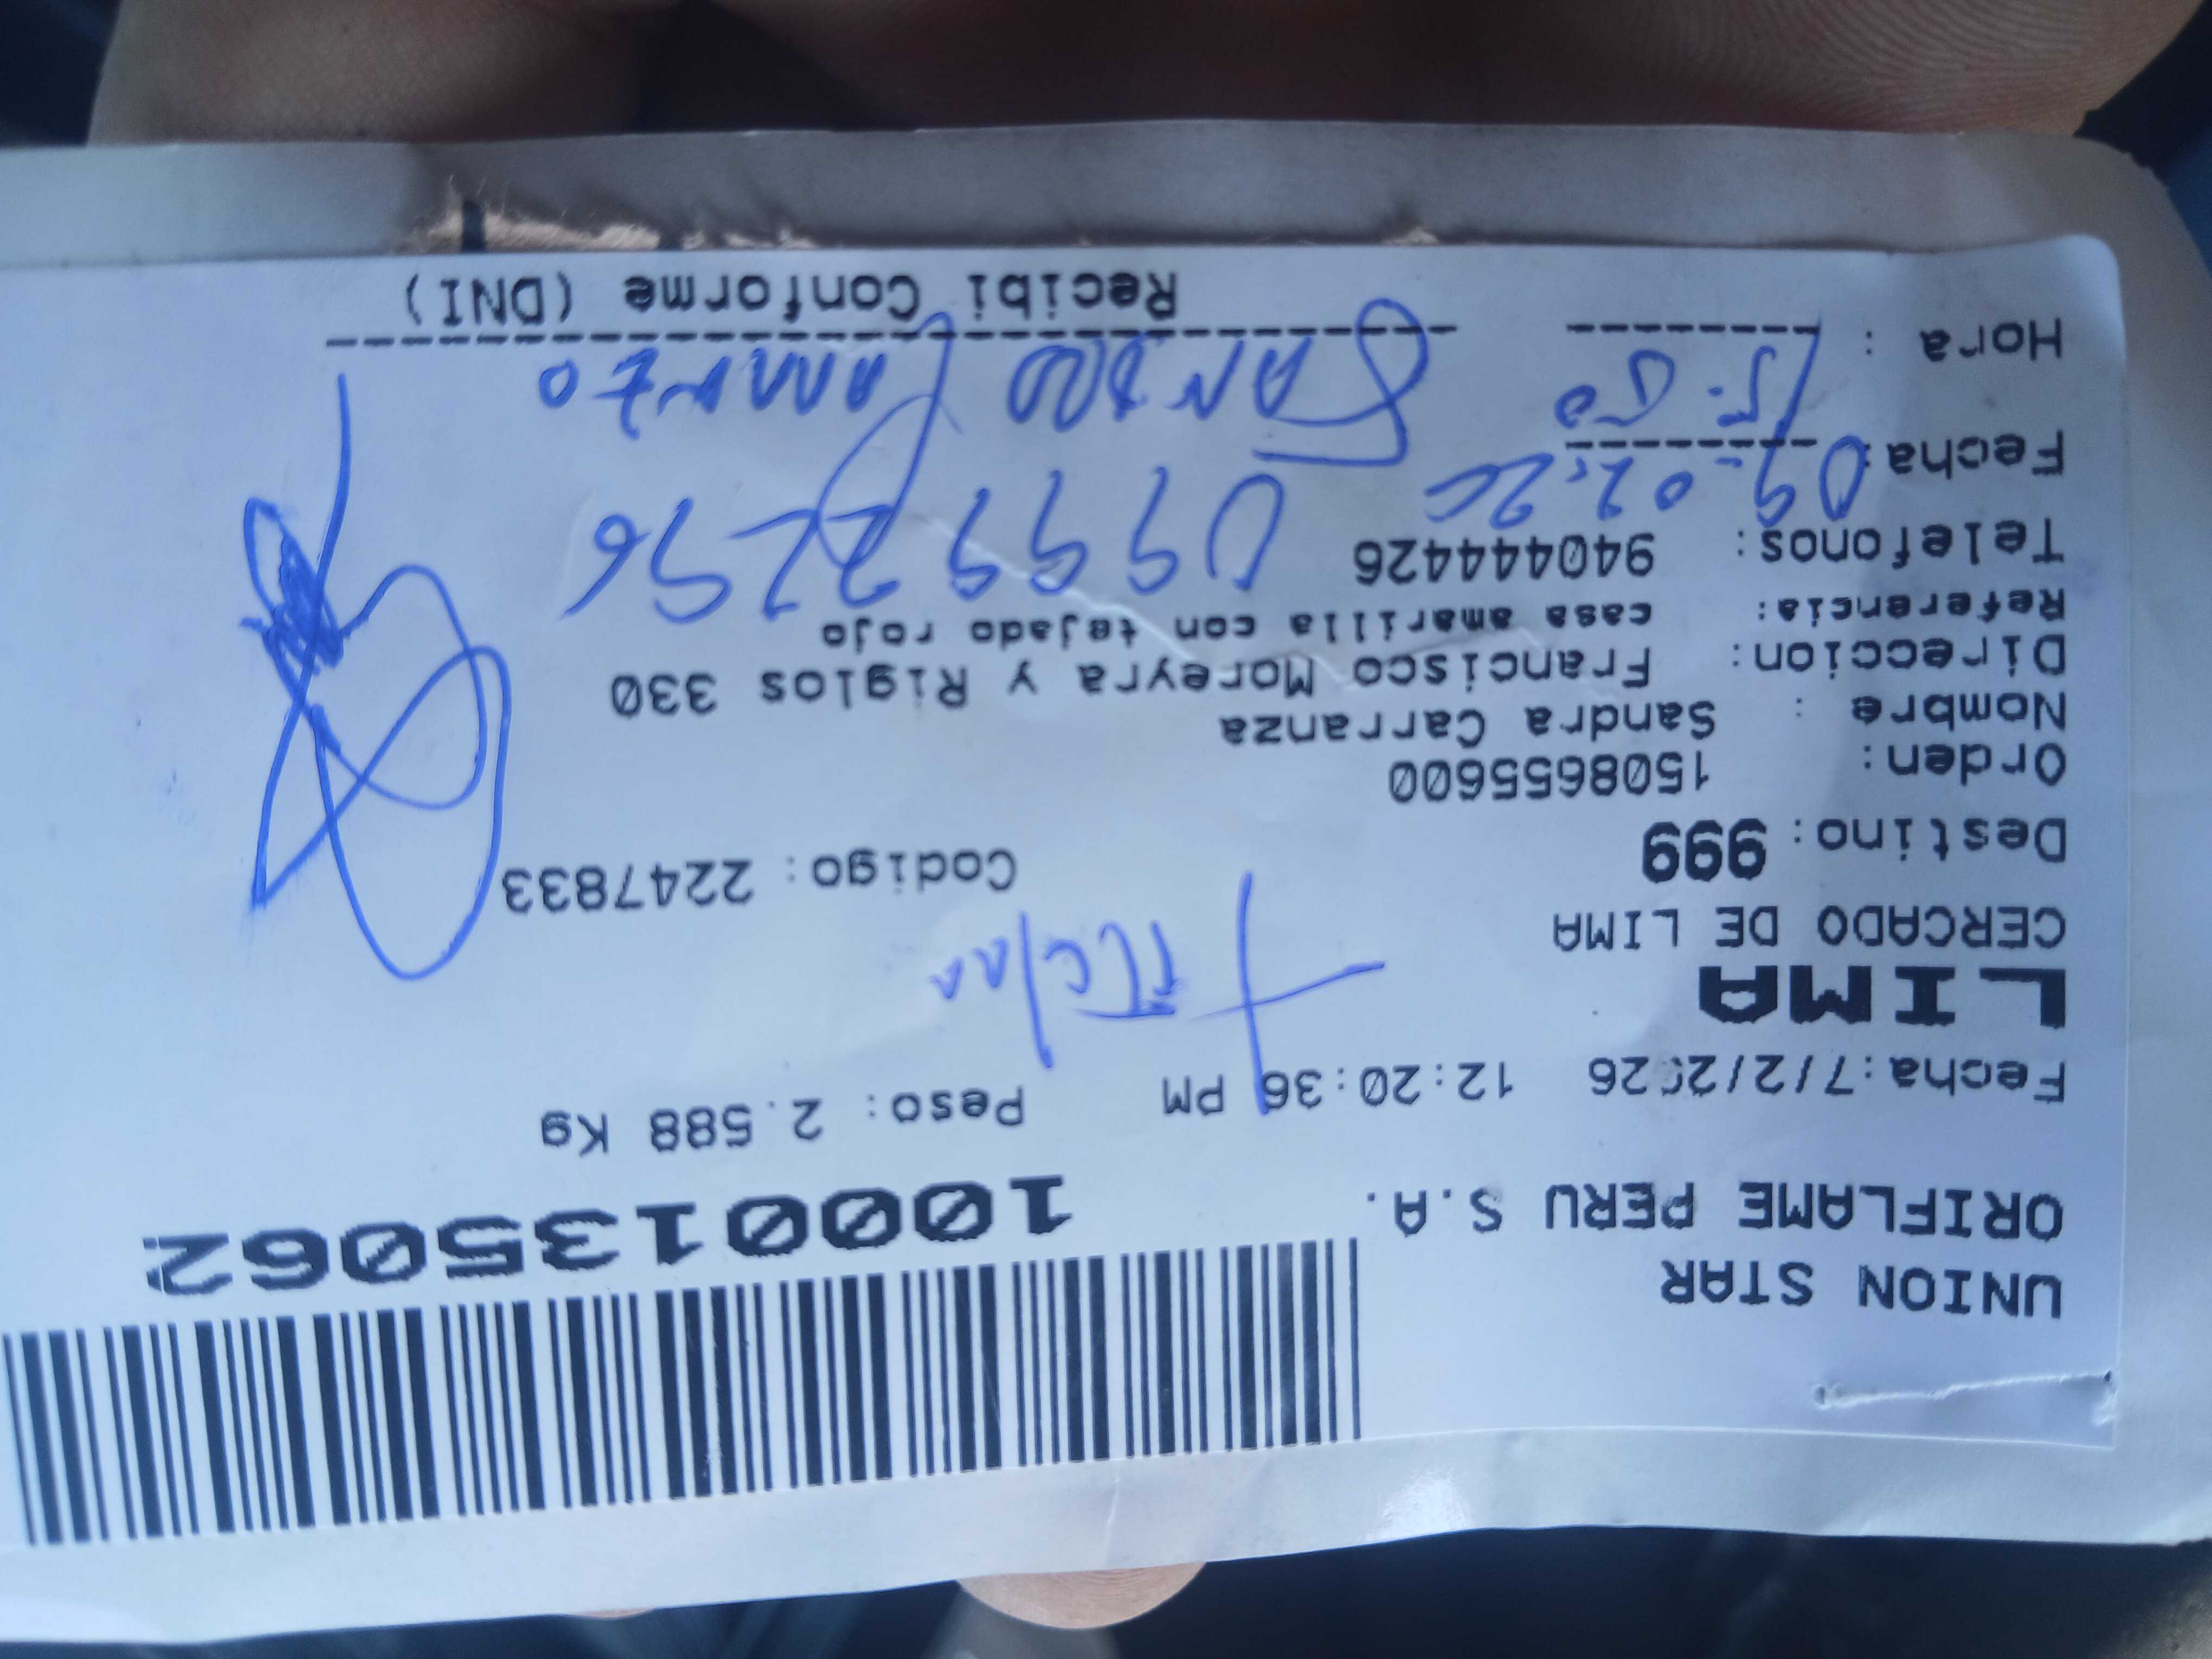 UNION STAR
ORIFLAME PERU S.A.
1000135062
Fecha:7/2/2026 12:20:36 PM Peso: 2.588 Kg
LIMA
CERCADO DE LIMA
Destino: 999 Codigo: 2247833
Orden: 1508655600
Nombre : Sandra Carranza
Direccion: Francisco Moreyra y Riglos 330
Referencia: casa amarilla con tejado rojo
Telefonos: 940444426
Fecha: 09-02-26
Hora : 15.50
Recibi Conforme (DNI)